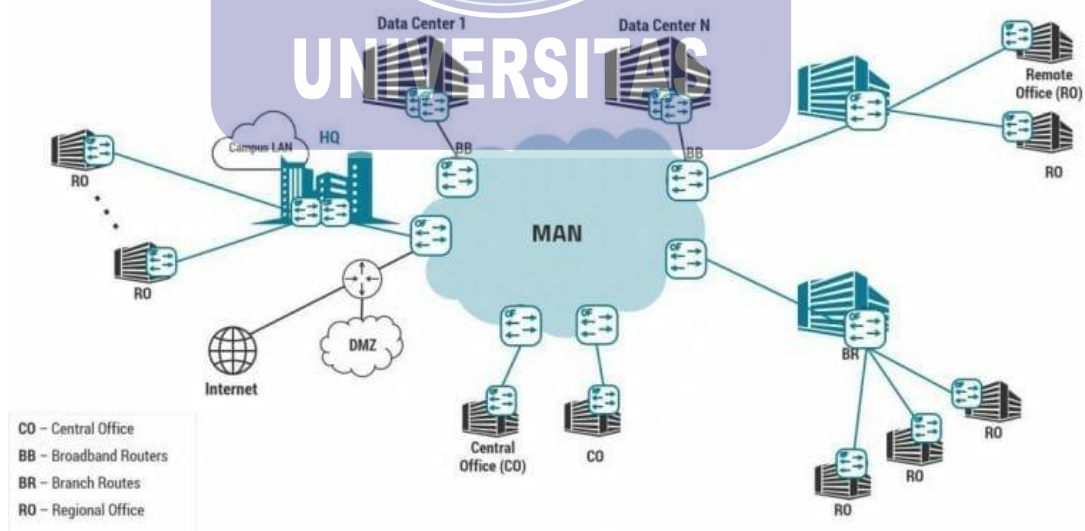 Data Center 1
Data Center N
UNIVERSITAS
Remote
Office (RO)
RO
Campus LAN
HQ
BB
BB
RO
RO
MAN
DMZ
Internet
BR
Central
Office (CO)
CO
RO
RO
RO
CO – Central Office
BB – Broadband Routers
BR – Branch Routes
RO – Regional Office